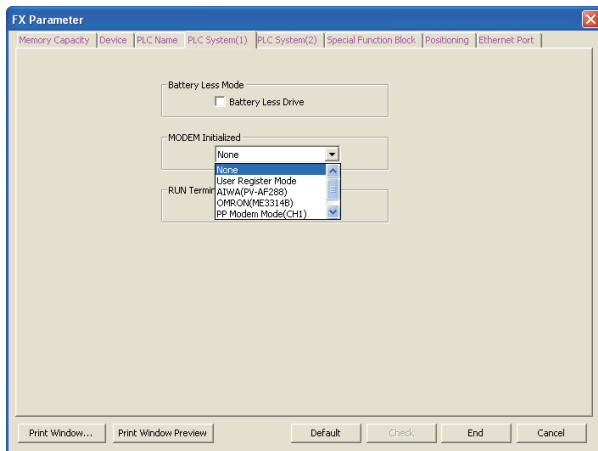 FX Parameter
Memory Capacity Device PLC Name PLC System(1) PLC System(2) Special Function Block Positioning Ethernet Port
Battery Less Mode
Battery Less Drive
MODEM Initialized
None
None
User Register Mode
AIWA(PV-AF288)
RUN Termin
OMRON(ME3314B)
PP Modem Mode(CH1)
Print Window... Print Window Preview Default Check End Cancel